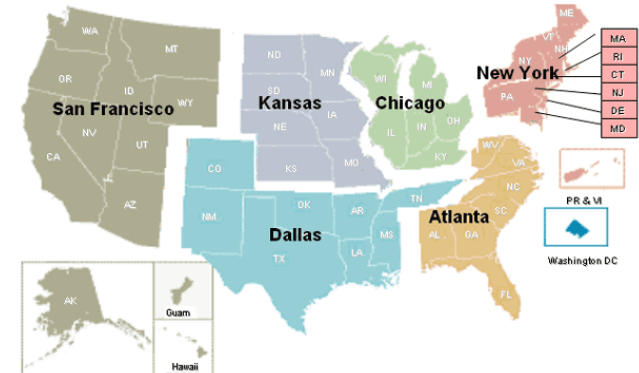 WA
MT
OR
ID
WY
San Francisco
NV
UT
CA
AZ
ND
MN
SD
Kansas
NE
IA
KS
MO
WI
MI
Chicago
IL
IN
OH
KY
ME
VT
NH
NY
New York
PA
MA
RI
CT
NJ
DE
MD
CO
NM
OK
AR
TN
Dallas
TX
LA
MS
WV
VA
NC
Atlanta
SC
AL
GA
FL
PR & VI
Washington DC
AK
Guam
Hawaii